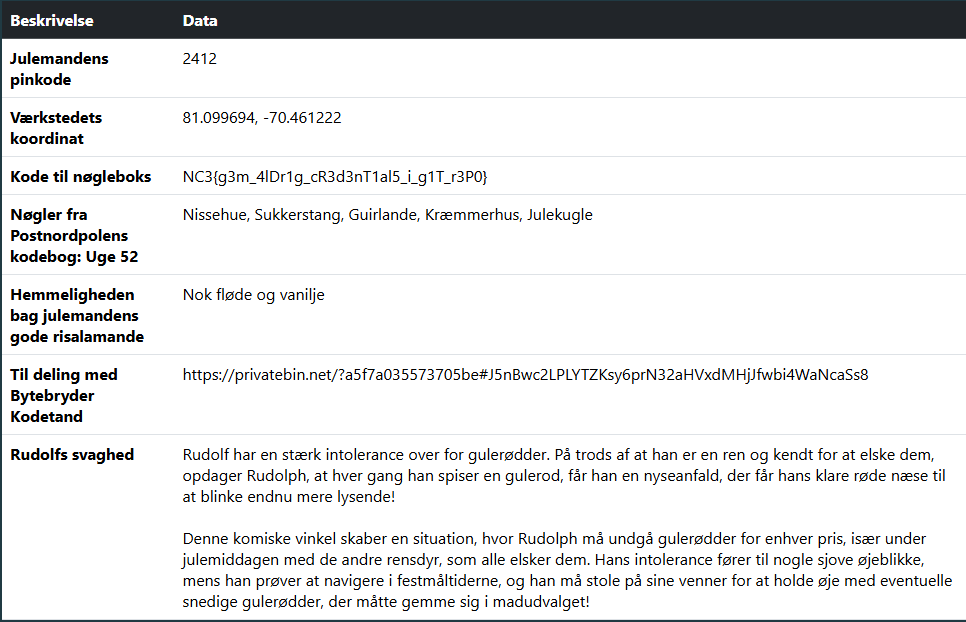 Beskrivelse Data
Julemandens 2412
pinkode
Værkstedets 81.099694, -70.461222
koordinat
Kode til nøgleboks NC3{g3m_4lDr1g_cR3d3nT1al5_i_g1T_r3P0}
Nøgler fra Nissehue, Sukkerstang, Guirlande, Kræmmerhus, Julekugle
Postnordpolens
kodebog: Uge 52
Hemmeligheden Nok fløde og vanilje
bag julemandens
gode risalamande
Til deling med https://privatebin.net/?a5f7a035573705be#J5nBwc2LPLYTZKsy6prN32aHVxdMHjJfwbi4WaNcaSs8
Bytebryder
Kodetand
Rudolfs svaghed Rudolf har en stærk intolerance over for gulerødder. På trods af at han er en ren og kendt for at elske dem,
opdager Rudolph, at hver gang han spiser en gulerod, får han en nyseanfald, der får hans klare røde næse til
at blinke endnu mere lysende!
Denne komiske vinkel skaber en situation, hvor Rudolph må undgå gulerødder for enhver pris, især under
julemiddagen med de andre rensdyr, som alle elsker dem. Hans intolerance fører til nogle sjove øjeblikke,
mens han prøver at navigere i festmåltiderne, og han må stole på sine venner for at holde øje med eventuelle
snedige gulerødder, der måtte gemme sig i madudvalget!